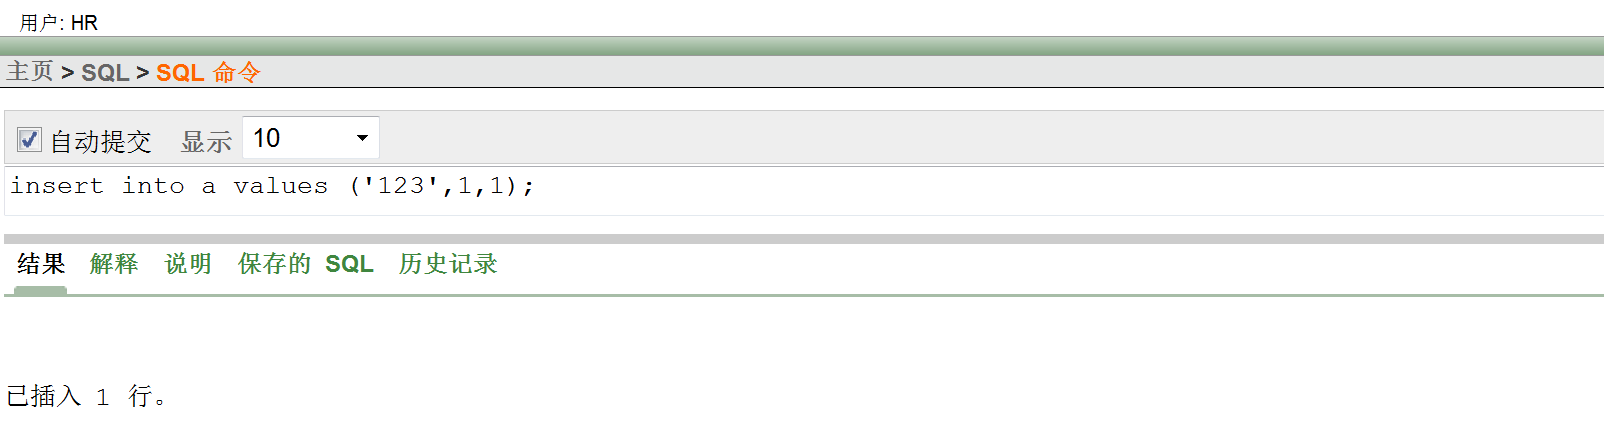 用户: HR
主页 > SQL > SQL 命令
自动提交 显示 10
insert into a values ('123',1,1);
结果 解释 说明 保存的 SQL 历史记录
已插入 1 行。